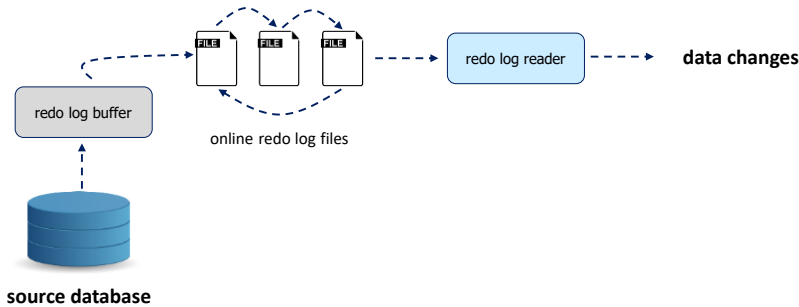 FILE
FILE
FILE
redo log reader
data changes
redo log buffer
online redo log files
source database